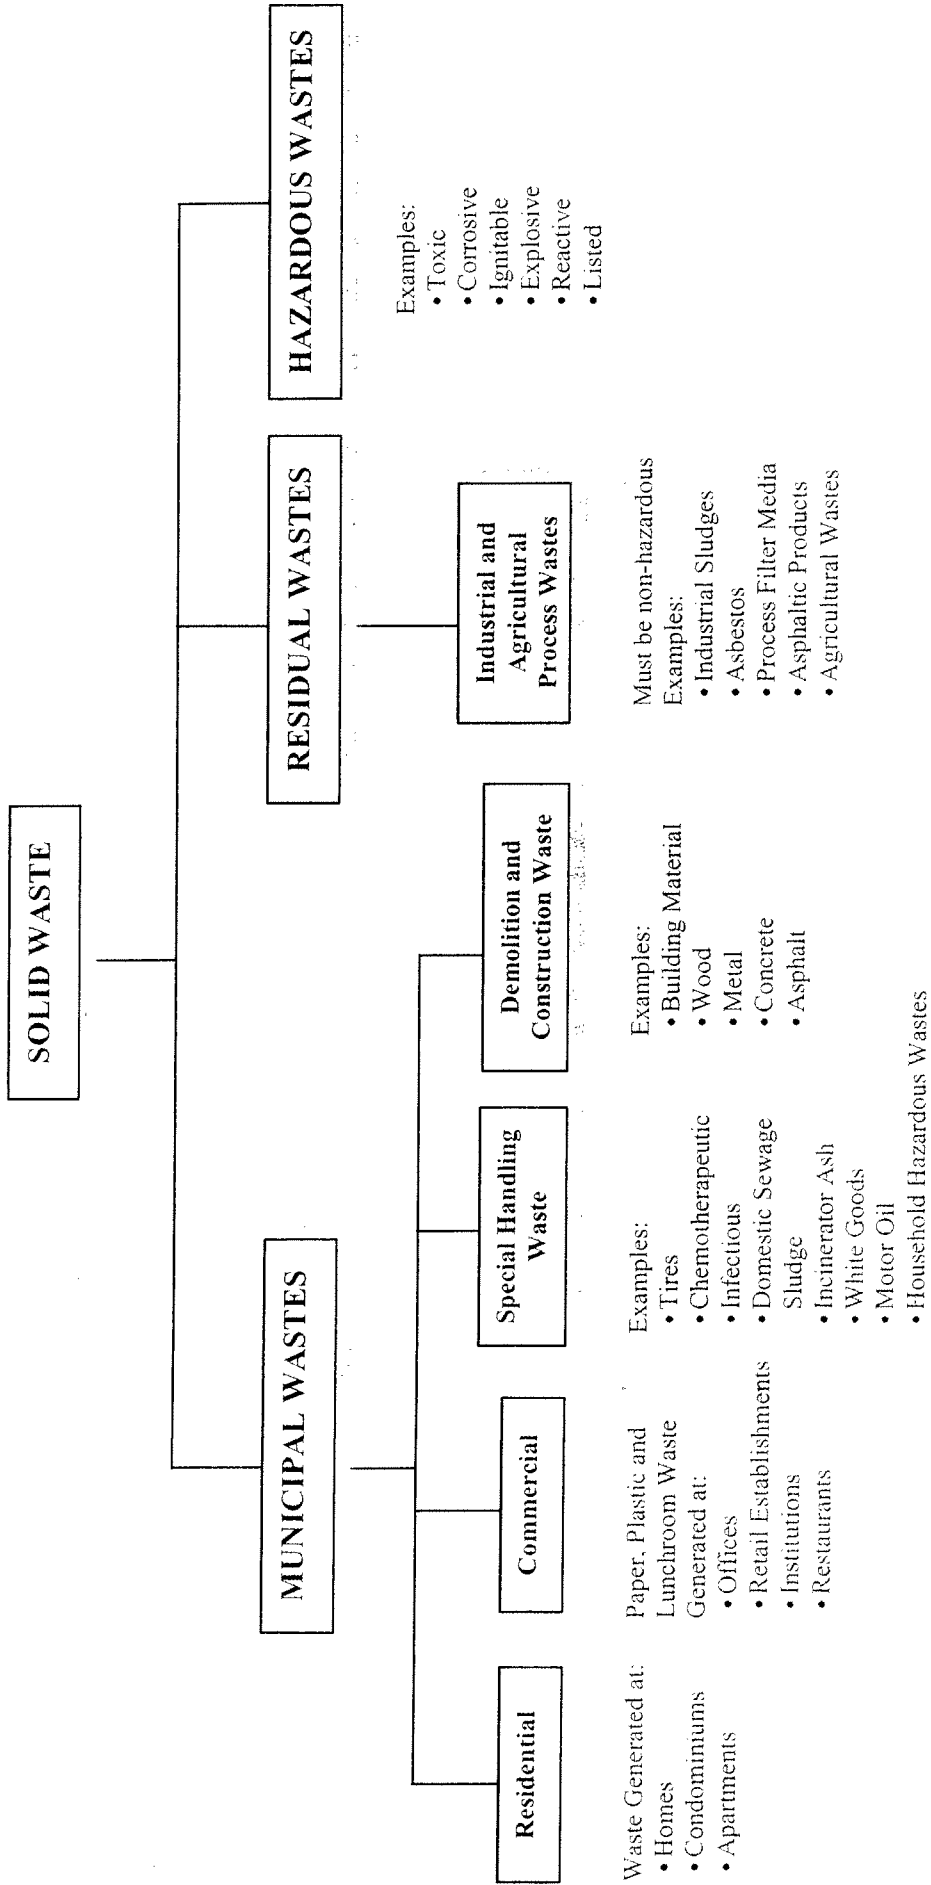 SOLID WASTE
MUNICIPAL WASTES
RESIDUAL WASTES
HAZARDOUS WASTES
Residential
Waste Generated at:
• Homes
• Condominiums
• Apartments
Commercial
Paper, Plastic and
Lunchroom Waste
Generated at:
• Offices
• Retail Establishments
• Institutions
• Restaurants
Special Handling
Waste
Examples:
• Tires
• Chemotherapeutic
• Infectious
• Domestic Sewage
Sludge
• Incinerator Ash
• White Goods
• Motor Oil
• Household Hazardous Wastes
Demolition and
Construction Waste
Examples:
• Building Material
• Wood
• Metal
• Concrete
• Asphalt
Industrial and
Agricultural
Process Wastes
Must be non-hazardous
Examples:
• Industrial Sludges
• Asbestos
• Process Filter Media
• Asphaltic Products
• Agricultural Wastes
Examples:
• Toxic
• Corrosive
• Ignitable
• Explosive
• Reactive
• Listed